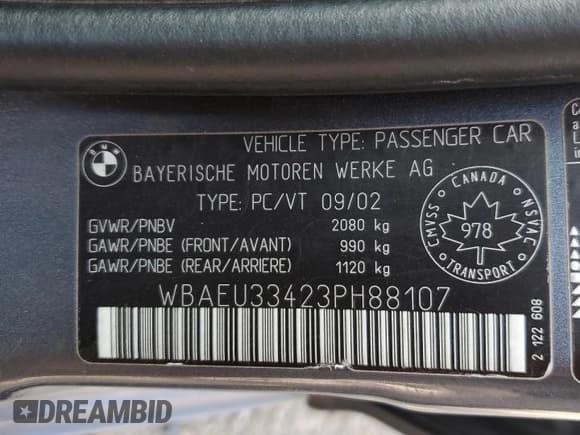 VEHICLE TYPE: PASSENGER CAR
BMW
BAYERISCHE MOTOREN WERKE AG
TYPE: PC/VT 09/02
GVWR/PNBV 2080 kg
GAWR/PNBE (FRONT/AVANT) 990 kg
GAWR/PNBE (REAR/ARRIERE) 1120 kg
CANADA
CMVSS
978
NSVAC
TRANSPORT
WBAEU33423PH88107
2 122 608
DREAMBID